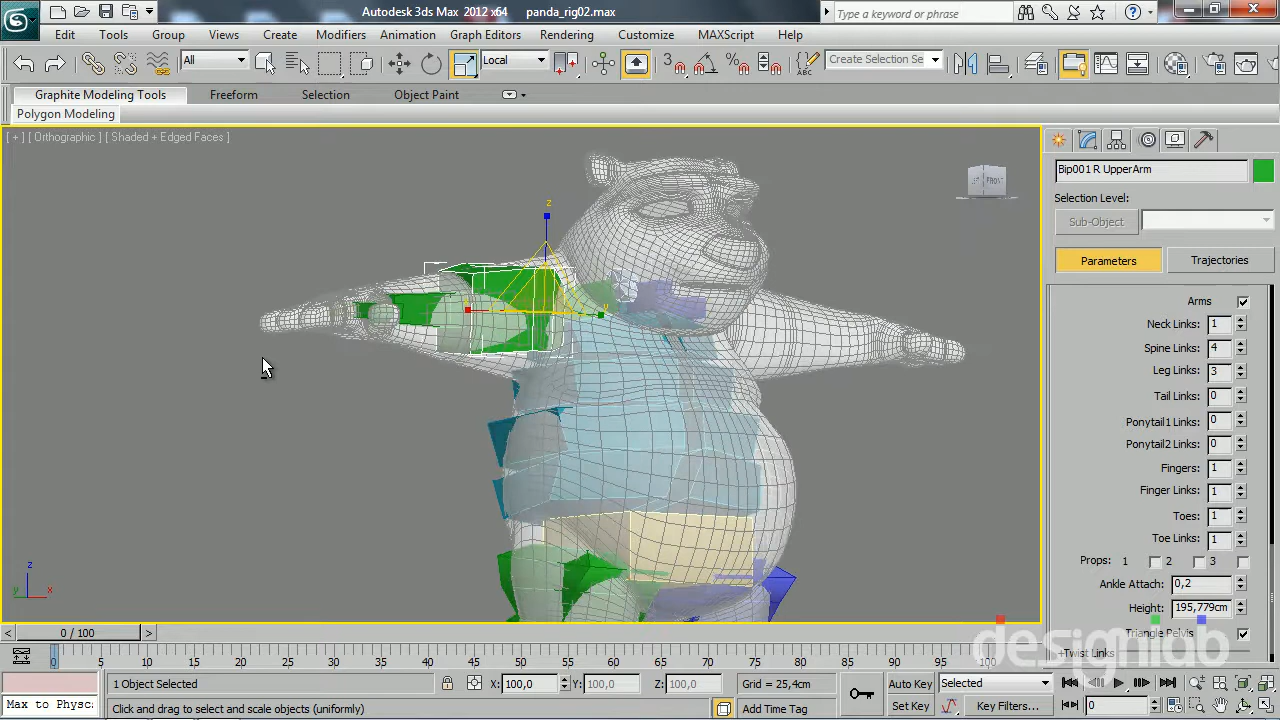 Autodesk 3ds Max 2012 x64 panda_rig02.max
Type a keyword or phrase
Edit Tools Group Views Create Modifiers Animation Graph Editors Rendering Customize MAXScript Help
All Local Create Selection Se
Graphite Modeling Tools Freeform Selection Object Paint
Polygon Modeling
[ + ] [ Orthographic ] [ Shaded + Edged Faces ]
FRONT
Bip001 R UpperArm
Selection Level:
Sub-Object
Parameters Trajectories
Arms
Neck Links: 1
Spine Links: 4
Leg Links: 3
Tail Links: 0
Ponytail1 Links: 0
Ponytail2 Links: 0
Fingers: 1
Finger Links: 1
Toes: 1
Toe Links: 1
Props: 1 2 3
Ankle Attach: 0,2
Height: 195,779cm
Triangle Pelvis
+Twist Links
designlab
z
y
z
y x
< 0 / 100 >
0 5 10 15 20 25 30 35 40 45 50 55 60 65 70 75 80 85 90 95 100
1 Object Selected X: 100,0 Y: 100,0 Z: 100,0 Grid = 25,4cm Auto Key Selected
Max to Physc Click and drag to select and scale objects (uniformly) Add Time Tag Set Key Key Filters... 0